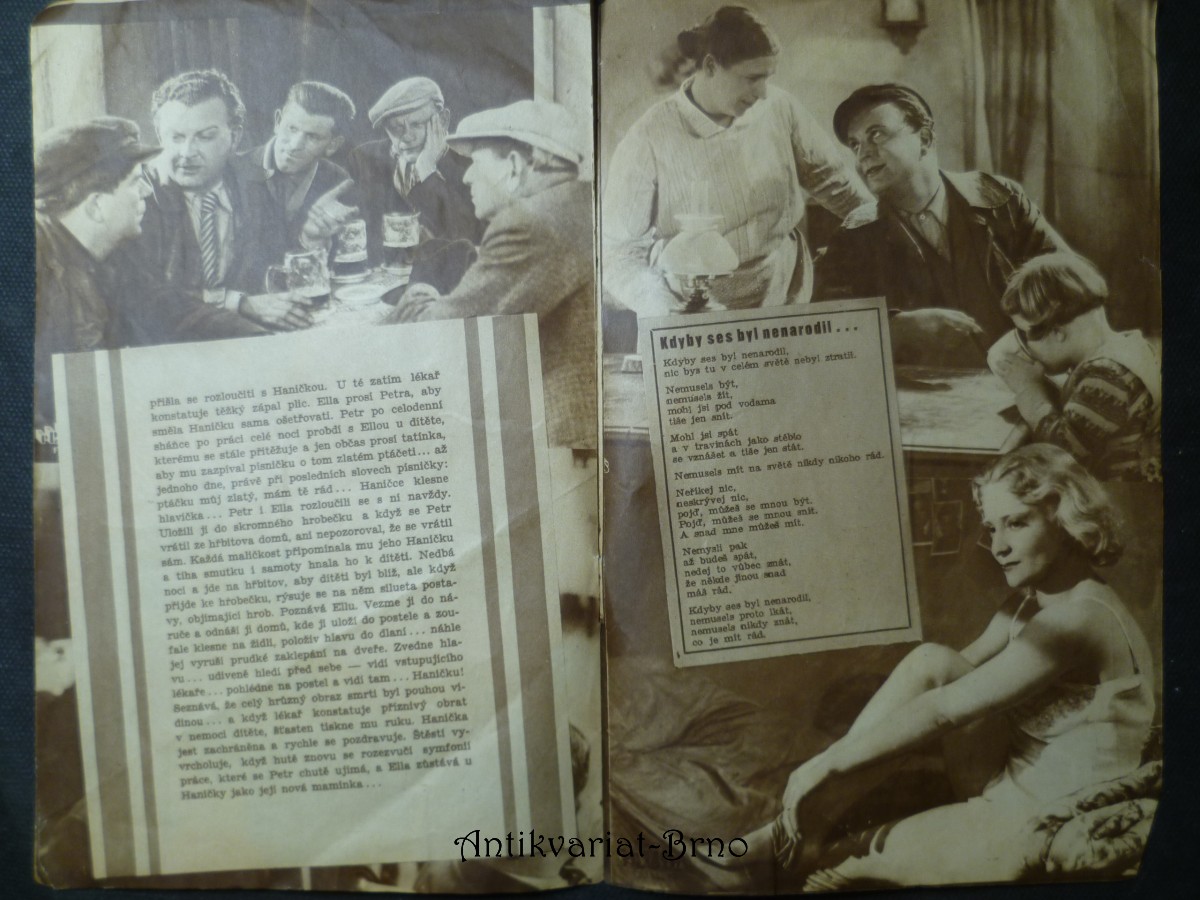 přišla se rozloučiti s Haničkou. U té zatím lékař
konstatuje těžký zápal plic. Ella prosí Petra, aby
směla Haničku sama ošetřovati. Petr po celodenní
sháňce po práci celé noci probdí s Ellou u dítěte,
kterému se stále přitěžuje a jen občas prosí tatínka,
aby mu zazpíval písničku o tom zlatém ptáčeti... až
jednoho dne, právě při posledních slovech písničky:
ptáčku můj zlatý, mám tě rád... Haničce klesne
hlavička... Petr i Ella rozloučili se s ní navždy.
Uložili ji do skromného hrobečku a když se Petr
vrátil ze hřbitova domů, ani nepozoroval, že se vrátil
sám. Každá maličkost připomínala mu jeho Haničku
a tíha smutku i samoty hnala ho k dítěti. Nedbá
noci a jde na hřbitov, aby dítěti byl blíž, ale když
přijde ke hrobečku, rýsuje se na něm silueta posta-
vy, objímající hrob. Poznává Ellu. Vezme ji do ná-
ruče a odnáší ji domů, kde ji uloží do postele a zou-
fale klesne na židli, položiv hlavu do dlaní... náhle
jej vyruší prudké zaklepání na dveře. Zvedne hla-
vu... udiveně hledí před sebe — vidí vstupujícího
lékaře... pohlédne na postel a vidí tam... Haničku!
Seznává, že celý hrůzný obraz smrti byl pouhou vi-
dinou... a když lékař konstatuje příznivý obrat
v nemoci dítěte, šťasten tiskne mu ruku. Hanička
jest zachráněna a rychle se pozdravuje. Štěstí vy-
vrcholuje, když hutě znovu se rozezvučí symfonií
práce, které se Petr chutě ujímá, a Ella zůstává u
Haničky jako její nová maminka...
Kdyby ses byl nenarodil...
Kdyby ses byl nenarodil,
nic bys tu v celém světě nebyl ztratil.
Nemusels být,
nemusels žít,
mohl jsi pod vodama
tiše jen snít.
Mohl jsi spát
a v travinách jako stéblo
se vznášet a tiše jen stát.
Nemusels mít na světě nikdy nikoho rád.
Neříkej nic,
neskrývej nic,
pojď, můžeš se mnou být.
Pojď, můžeš se mnou snít.
A snad mne můžeš mít.
Nemysli pak
až budeš spát,
nedej to vůbec znát,
že někde jinou snad
máš rád.
Kdyby ses byl nenarodil,
nemusels proto lkát,
nemusels nikdy znát,
co je mít rád.
Antikvariat-Brno